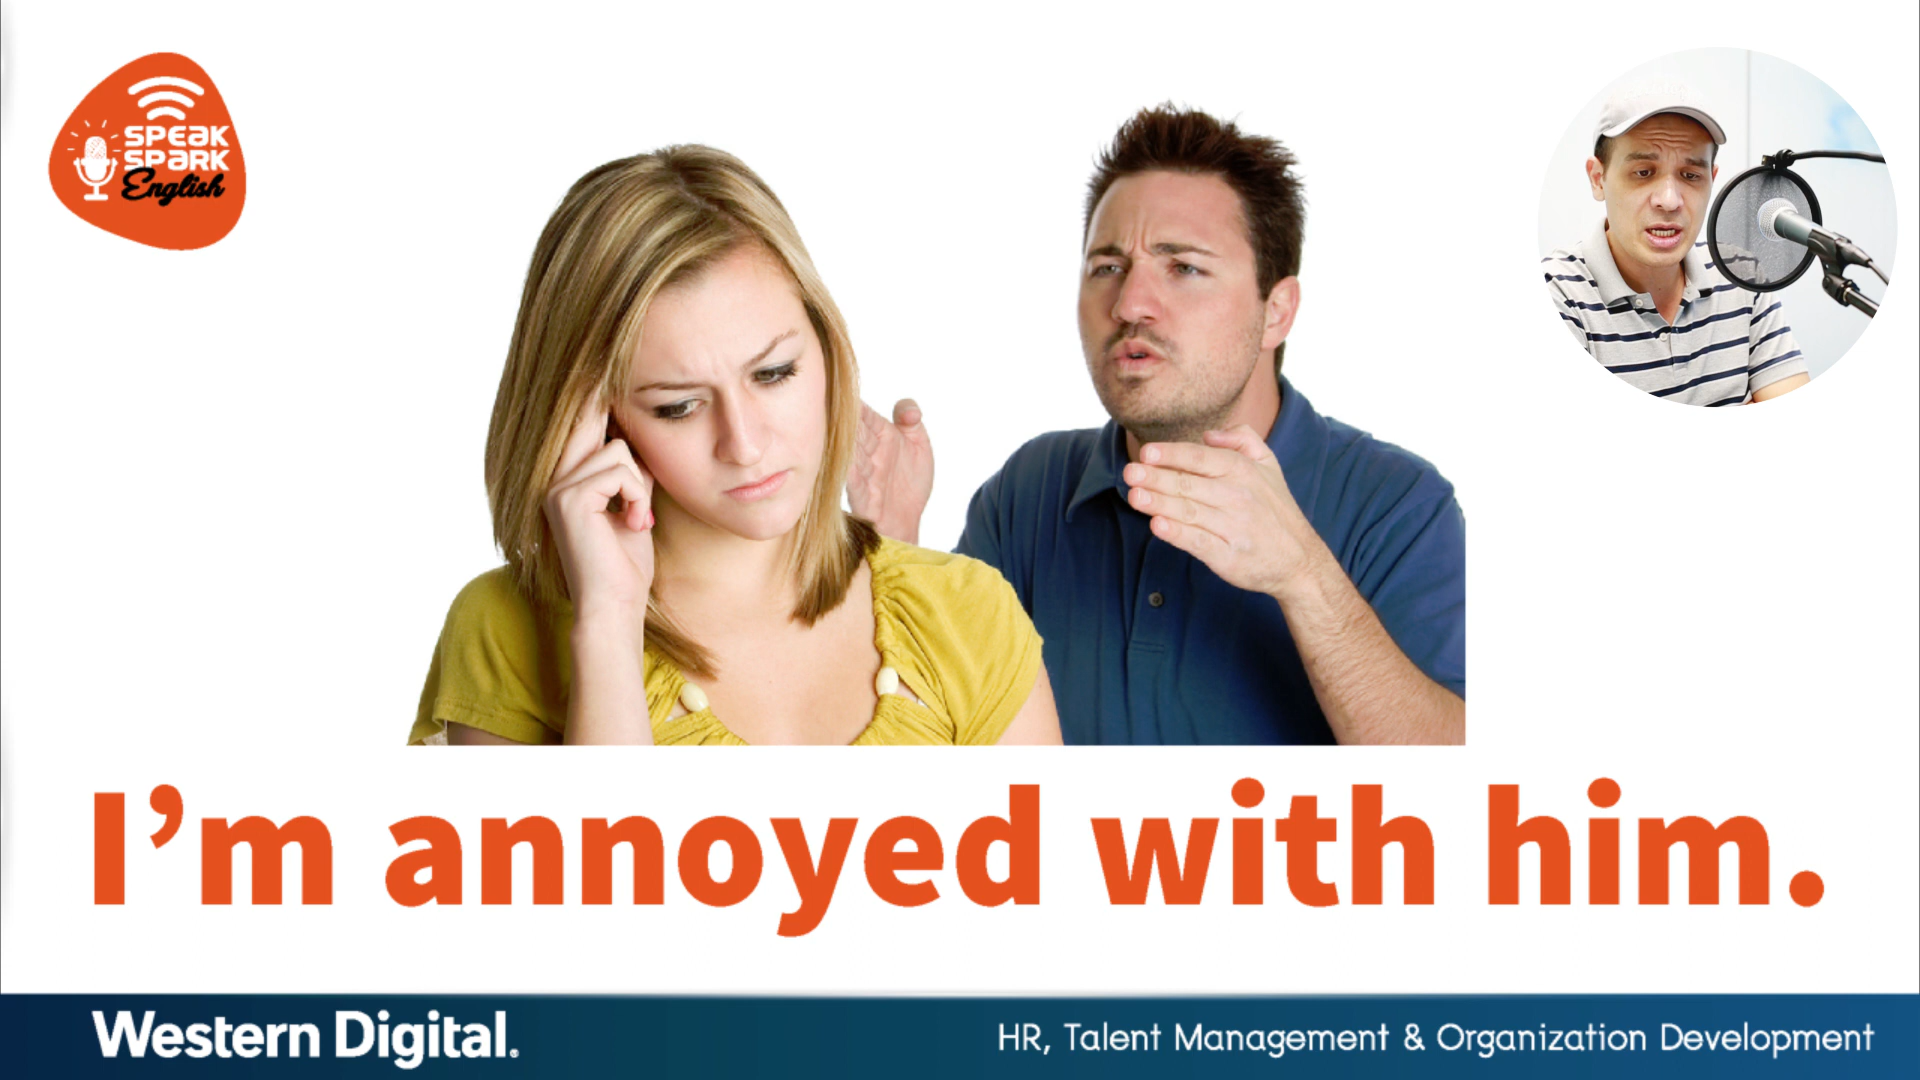 SPEAK
SPARK
English
I'm annoyed with him.
Western Digital.
HR, Talent Management & Organization Development